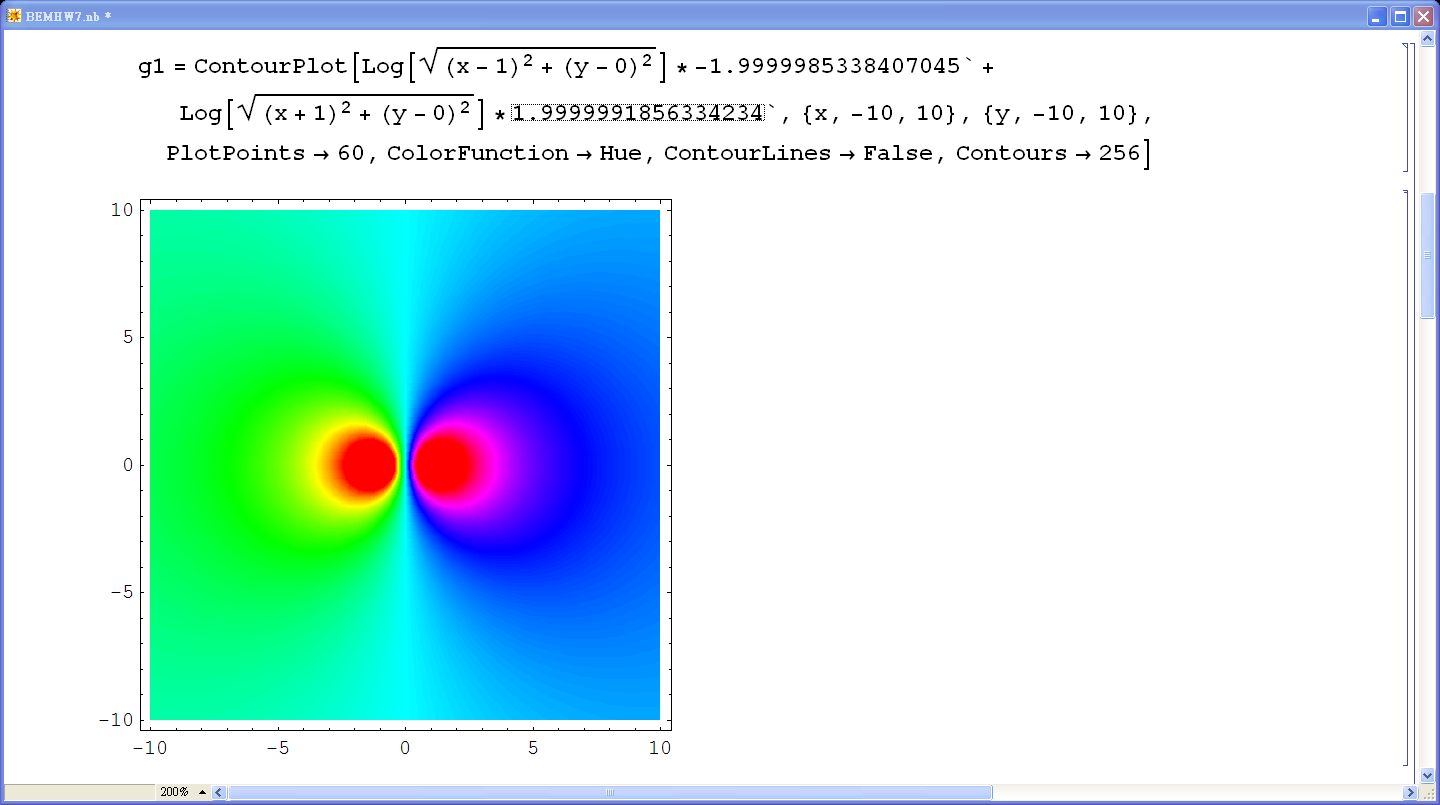 BEMHW7.nb *
g1 = ContourPlot[Log[√(x - 1)² + (y - 0)²] * -1.9999985338407045` +
Log[√(x + 1)² + (y - 0)²] * 1.9999991856334234`, {x, -10, 10}, {y, -10, 10},
PlotPoints → 60, ColorFunction → Hue, ContourLines → False, Contours → 256]
10
5
0
-5
-10
-10 -5 0 5 10
200%